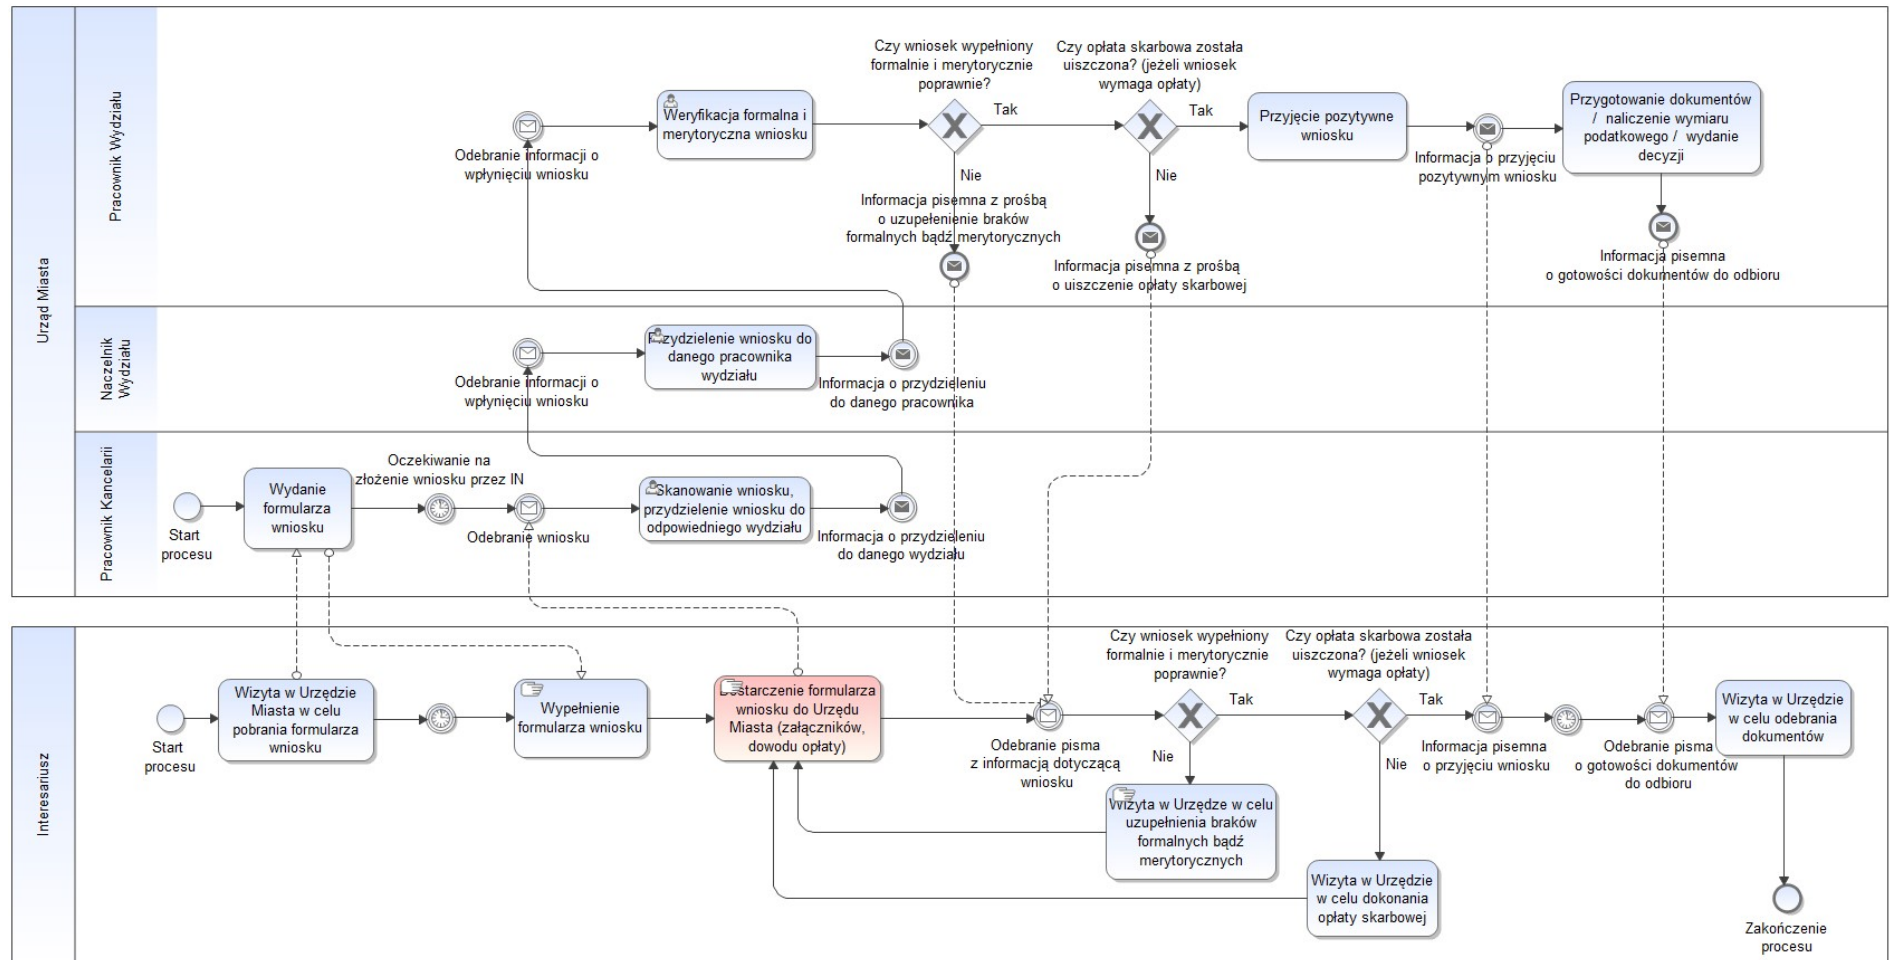 Urząd Miasta
Pracownik Wydziału
Czy wniosek wypełniony
formalnie i merytorycznie
poprawnie?
Czy opłata skarbowa została
uiszczona? (jeżeli wniosek
wymaga opłaty)
Odebranie informacji o
wpłynięciu wniosku
Weryfikacja formalna i
merytoryczna wniosku
Tak
Nie
Informacja pisemna z prośbą
o uzupełenienie braków
formalnych bądź merytorycznych
Tak
Nie
Informacja pisemna z prośbą
o uiszczenie opłaty skarbowej
Przyjęcie pozytywne
wniosku
Informacja o przyjęciu
pozytywnym wniosku
Przygotowanie dokumentów
/ naliczenie wymiaru
podatkowego / wydanie
decyzji
Informacja pisemna
o gotowości dokumentów do odbioru
Naczelnik
Wydziału
Odebranie informacji o
wpłynięciu wniosku
Przydzielenie wniosku do
danego pracownika
wydziału
Informacja o przydzieleniu
do danego pracownika
Pracownik Kancelarii
Start
procesu
Wydanie
formularza
wniosku
Oczekiwanie na
złożenie wniosku przez IN
Odebranie wniosku
Skanowanie wniosku,
przydzielenie wniosku do
odpowiedniego wydziału
Informacja o przydzieleniu
do danego wydziału
Interesariusz
Start
procesu
Wizyta w Urzędzie
Miasta w celu
pobrania formularza
wniosku
Wypełnienie
formularza wniosku
Dostarczenie formularza
wniosku do Urzędu
Miasta (załączników,
dowodu opłaty)
Odebranie pisma
z informacją dotyczącą
wniosku
Czy wniosek wypełniony
formalnie i merytorycznie
poprawnie?
Tak
Nie
Wizyta w Urzędze w celu
uzupełnienia braków
formalnych bądź
merytorycznych
Czy opłata skarbowa została
uiszczona? (jeżeli wniosek
wymaga opłaty)
Tak
Nie
Wizyta w Urzędzie
w celu dokonania
opłaty skarbowej
Informacja pisemna
o przyjęciu wniosku
Odebranie pisma
o gotowości dokumentów
do odbioru
Wizyta w Urzędzie
w celu odebrania
dokumentów
Zakończenie
procesu